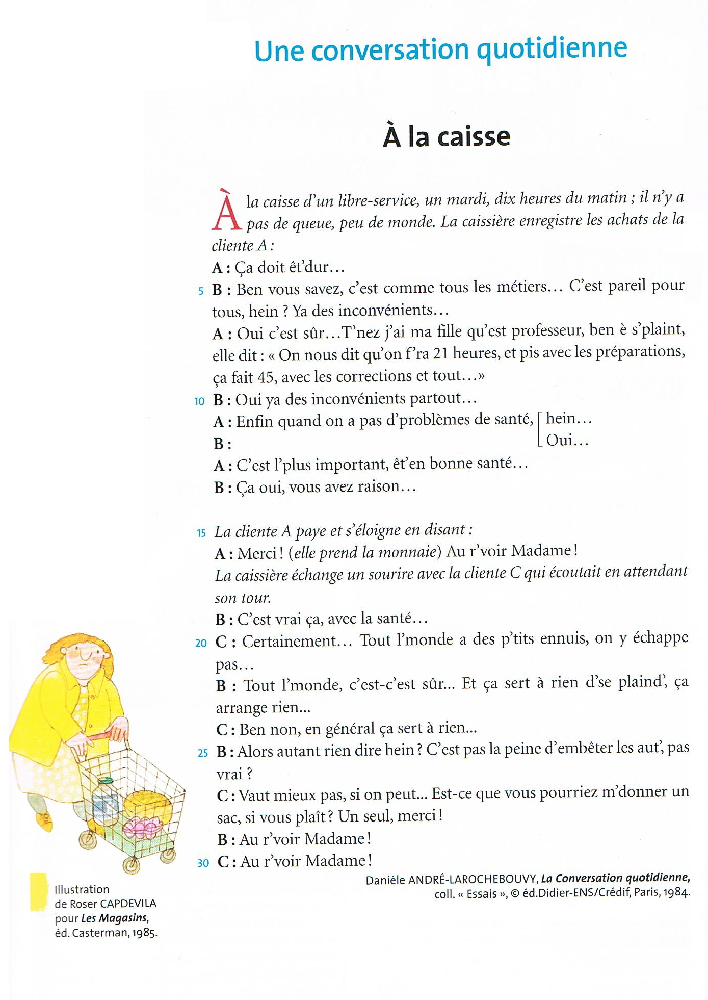 Une conversation quotidienne
À la caisse
À la caisse d'un libre-service, un mardi, dix heures du matin ; il n'y a
pas de queue, peu de monde. La caissière enregistre les achats de la
cliente A :
A : Ça doit êt'dur...
5 B : Ben vous savez, c'est comme tous les métiers... C'est pareil pour
tous, hein ? Ya des inconvénients...
A : Oui c'est sûr...T'nez j'ai ma fille qu'est professeur, ben è s'plaint,
elle dit : « On nous dit qu'on f'ra 21 heures, et pis avec les préparations,
ça fait 45, avec les corrections et tout...»
10 B : Oui ya des inconvénients partout...
A : Enfin quand on a pas d'problèmes de santé, [ hein...
B : Oui...
A : C'est l'plus important, êt'en bonne santé...
B : Ça oui, vous avez raison...
15 La cliente A paye et s'éloigne en disant :
A : Merci ! (elle prend la monnaie) Au r'voir Madame !
La caissière échange un sourire avec la cliente C qui écoutait en attendant
son tour.
B : C'est vrai ça, avec la santé...
20 C : Certainement... Tout l'monde a des p'tits ennuis, on y échappe
pas...
B : Tout l'monde, c'est-c'est sûr... Et ça sert à rien d'se plaind', ça
arrange rien...
C : Ben non, en général ça sert à rien...
25 B : Alors autant rien dire hein ? C'est pas la peine d'embêter les aut', pas
vrai ?
C : Vaut mieux pas, si on peut... Est-ce que vous pourriez m'donner un
sac, si vous plaît ? Un seul, merci !
B : Au r'voir Madame !
30 C : Au r'voir Madame !
Danièle ANDRÉ-LAROCHEBOUVY, La Conversation quotidienne,
coll. « Essais », © éd.Didier-ENS/Crédif, Paris, 1984.
Illustration
de Roser CAPDEVILA
pour Les Magasins,
éd. Casterman, 1985.